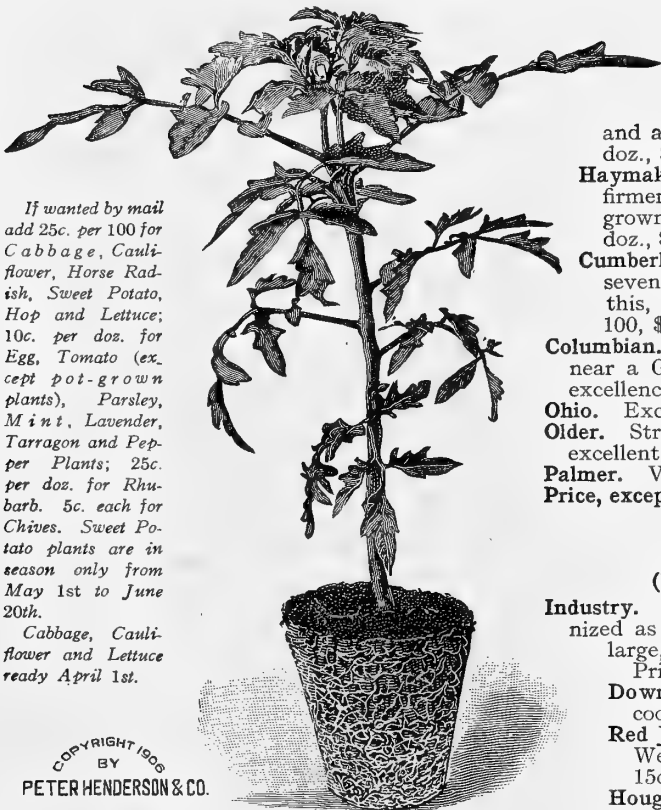 If wanted by mail
add 25c. per 100 for
Cabbage, Cauli-
flower, Horse Rad-
ish, Sweet Potato,
Hop and Lettuce;
10c. per doz. for
Egg, Tomato (ex-
cept pot-grown
plants), Parsley,
Mint, Lavender,
Tarragon and Pep-
per Plants; 25c.
per doz. for Rhu-
barb. 5c. each for
Chives. Sweet Po-
tato plants are in
season only from
May 1st to June
20th.
Cabbage, Cauli-
flower and Lettuce
ready April 1st.
COPYRIGHT 1906
BY
PETER HENDERSON & CO.
and a
doz.,
Haymak
firmer
grown
doz.,
Cumberl
seven
this,
100, $
Columbian.
near a G
excellenc
Ohio. Exc
Older. Str
excellent
Palmer. V
Price, excep
(
Industry.
nized as
large,
Pri
Down
coo
Red
We
15c
Houg